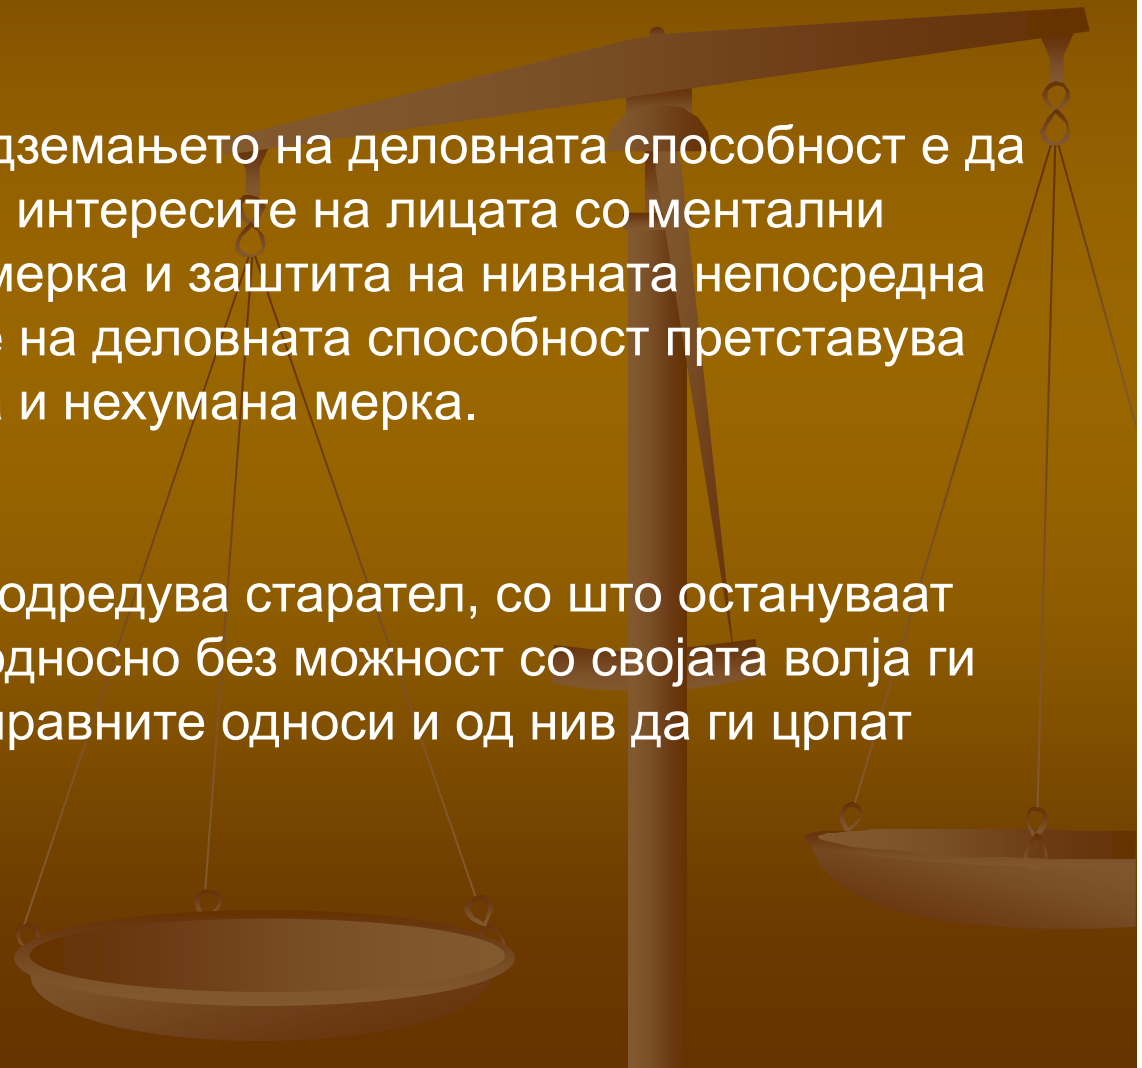 дземањето на деловната способност е да
интересите на лицата со ментални
мерка и заштита на нивната непосредна
на деловната способност претставува
и нехумана мерка.
одредува старател, со што остануваат
односно без можност со својата волја ги
правните односи и од нив да ги црпат